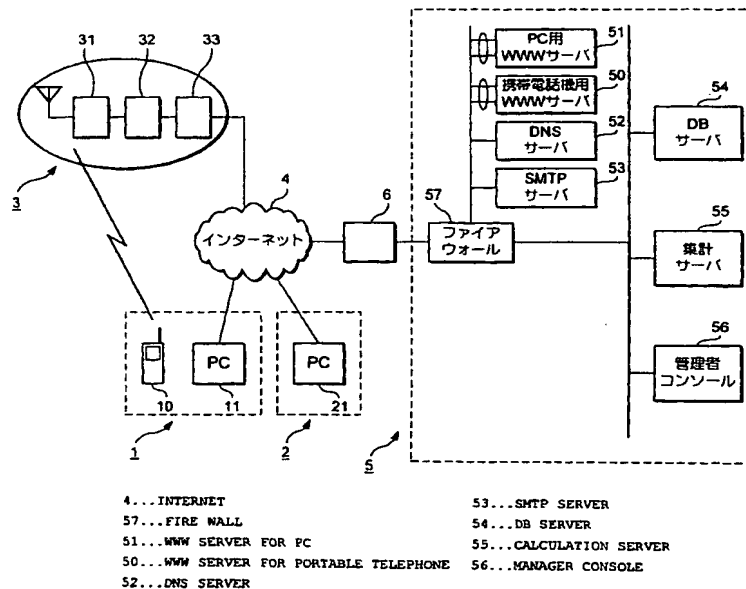 31
32
33
3
4
インターネット
6
57
ファイア
ウォール
PC用
WWWサーバ
51
携帯電話機用
WWWサーバ
50
DNS
サーバ
52
SMTP
サーバ
53
54
DB
サーバ
55
集計
サーバ
56
管理者
コンソール
10
PC
11
PC
21
1
2
5
4...INTERNET
57...FIRE WALL
51...WWW SERVER FOR PC
50...WWW SERVER FOR PORTABLE TELEPHONE
52...DNS SERVER
53...SMTP SERVER
54...DB SERVER
55...CALCULATION SERVER
56...MANAGER CONSOLE